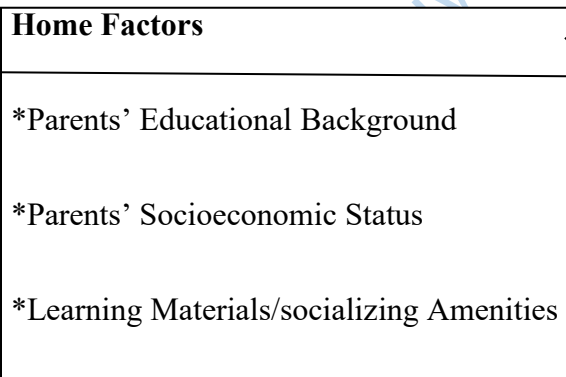 Home Factors
*Parents’ Educational Background
*Parents’ Socioeconomic Status
*Learning Materials/socializing Amenities